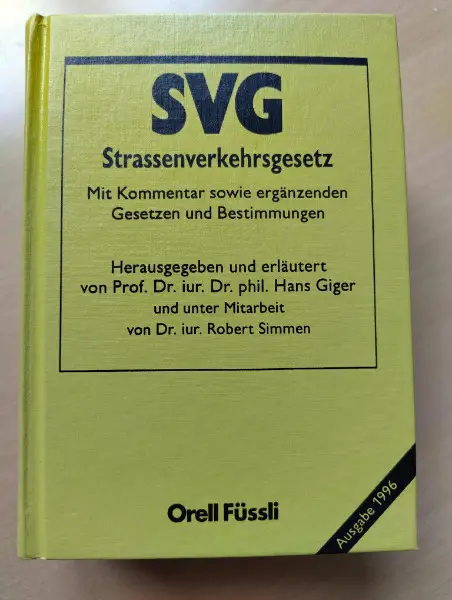 SVG
Strassenverkehrsgesetz
Mit Kommentar sowie ergänzenden
Gesetzen und Bestimmungen
Herausgegeben und erläutert
von Prof. Dr. iur. Dr. phil. Hans Giger
und unter Mitarbeit
von Dr. iur. Robert Simmen
Orell Füssli
Ausgabe 1996